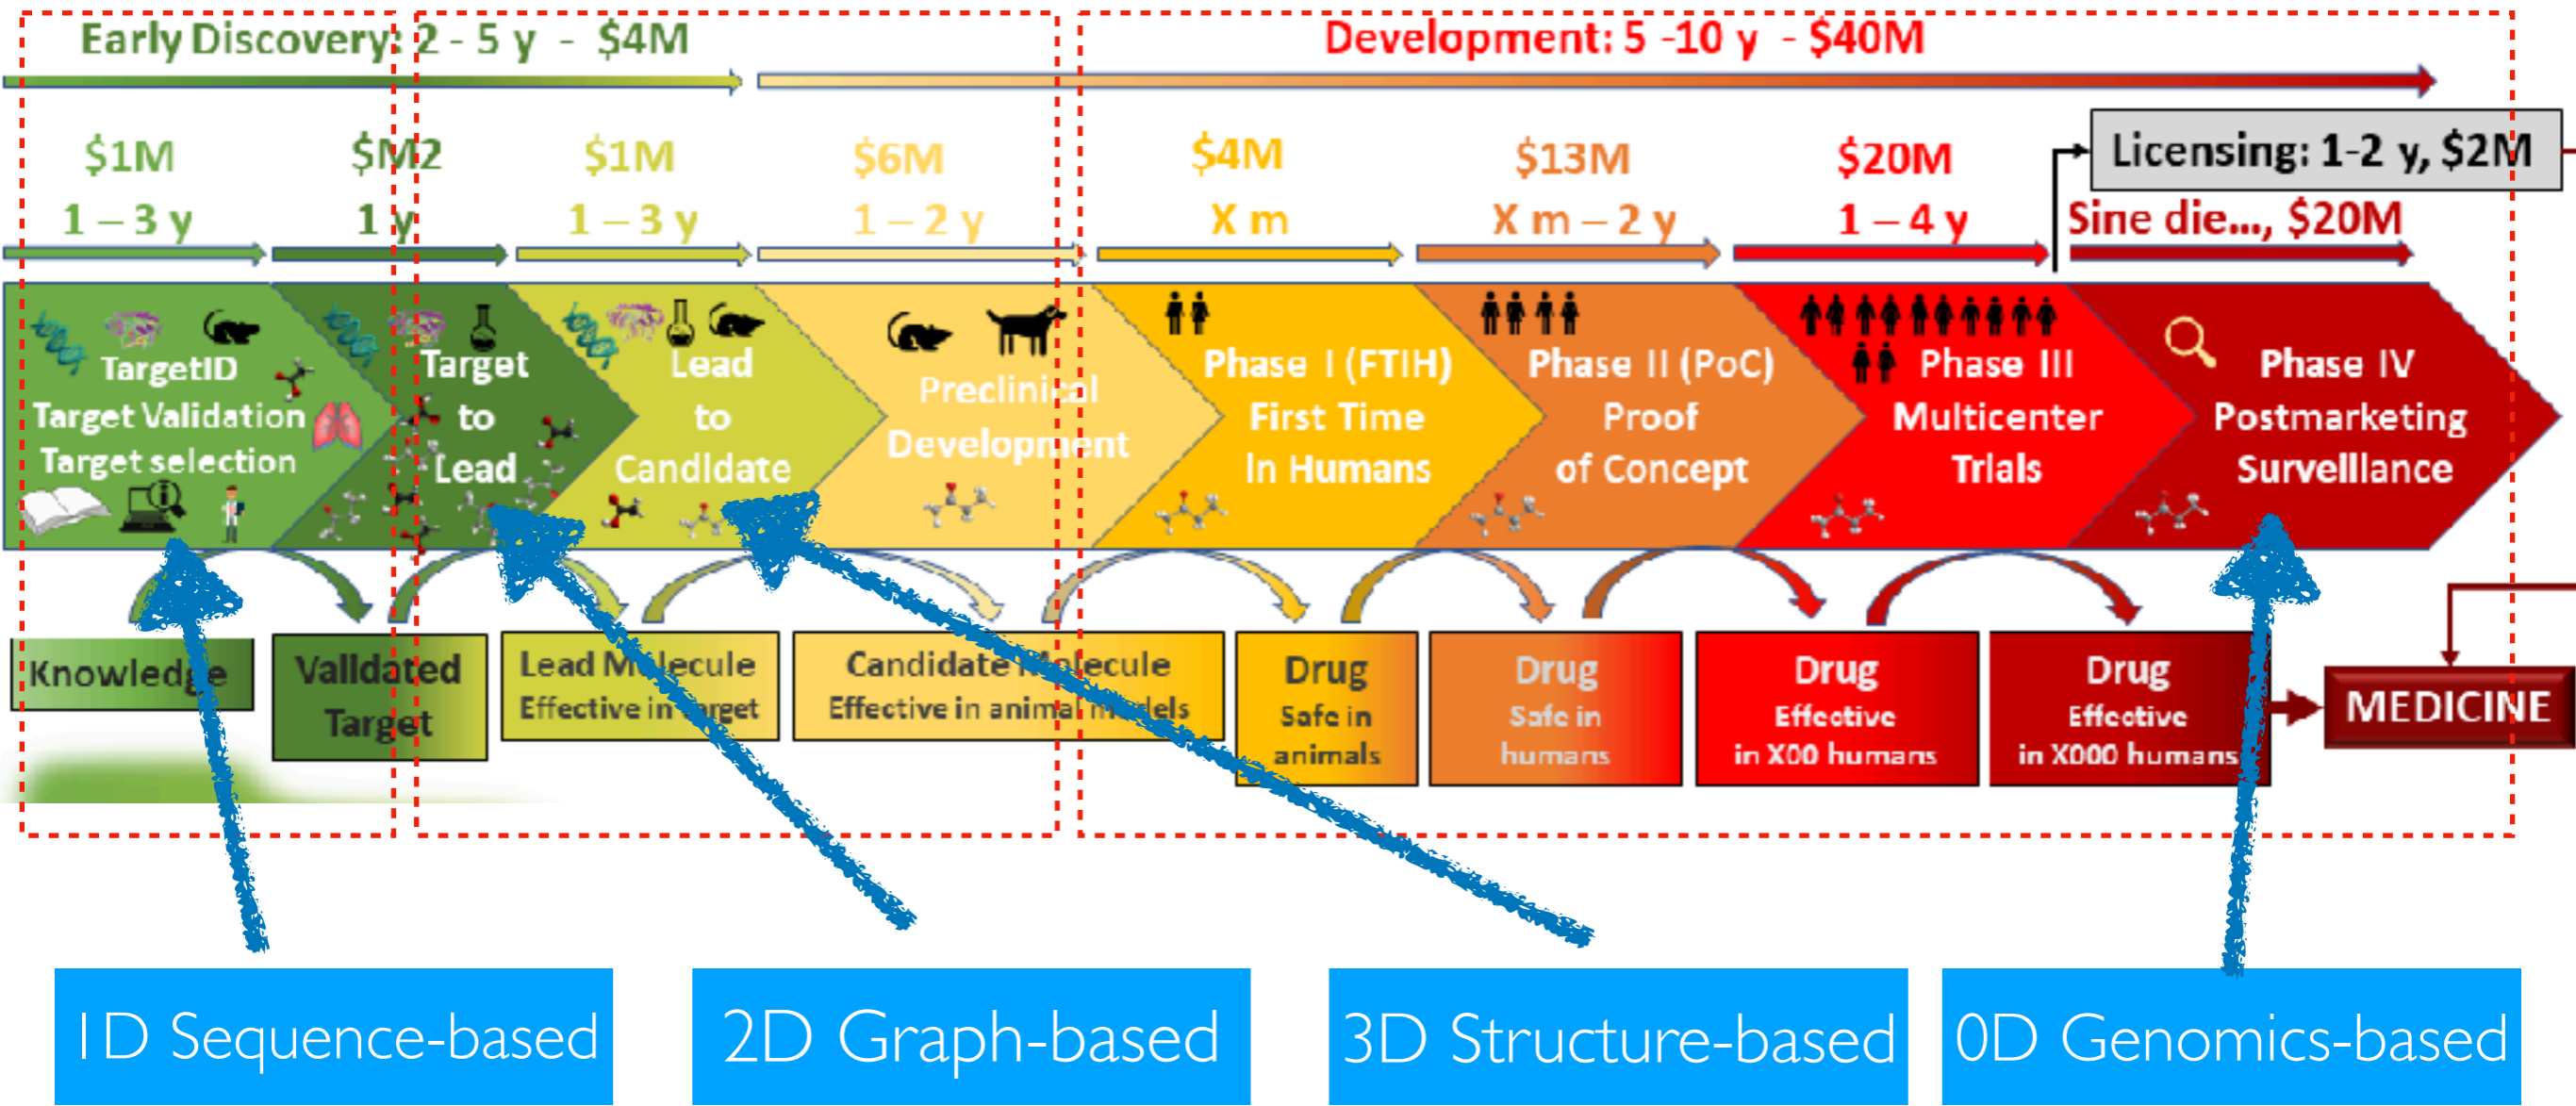 Early Discovery: 2 - 5 y - $4M
Development: 5 -10 y - $40M
$1M
1 – 3 y
$M2
1 y
$1M
1 – 3 y
$6M
1 – 2 y
$4M
X m
$13M
X m – 2 y
$20M
1 – 4 y
Licensing: 1-2 y, $2M
Sine die..., $20M
TargetID
Target Validation
Target selection
Target
to
Lead
Lead
to
Candidate
Preclinical
Development
Phase I (FTIH)
First Time
In Humans
Phase II (PoC)
Proof
of Concept
Phase III
Multicenter
Trials
Phase IV
Postmarketing
Surveillance
Knowledge
Validated
Target
Lead Molecule
Effective in target
Candidate Molecule
Effective in animal models
Drug
Safe in
animals
Drug
Safe in
humans
Drug
Effective
in X00 humans
Drug
Effective
in X000 humans
MEDICINE
1D Sequence-based
2D Graph-based
3D Structure-based
0D Genomics-based